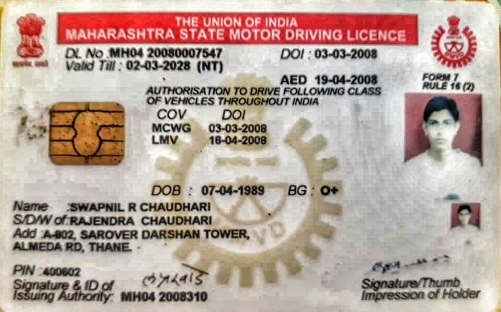 THE UNION OF INDIA
MAHARASHTRA STATE MOTOR DRIVING LICENCE
DL No :MH04 20080007547 DOI : 03-03-2008
Valid Till : 02-03-2028 (NT)
AED 19-04-2008
FORM 7
RULE 16 (2)
AUTHORISATION TO DRIVE FOLLOWING CLASS
OF VEHICLES THROUGHOUT INDIA
COV DOI
MCWG 03-03-2008
LMV 16-04-2008
DOB : 07-04-1989 BG : O+
Name :SWAPNIL R CHAUDHARI
S/D/W of:RAJENDRA CHAUDHARI
Add :A-802, SAROVER DARSHAN TOWER,
ALMEDA RD, THANE.
PIN :400602
Signature & ID of
Issuing Authority: MH04 2008310
Signature/Thumb
Impression of Holder